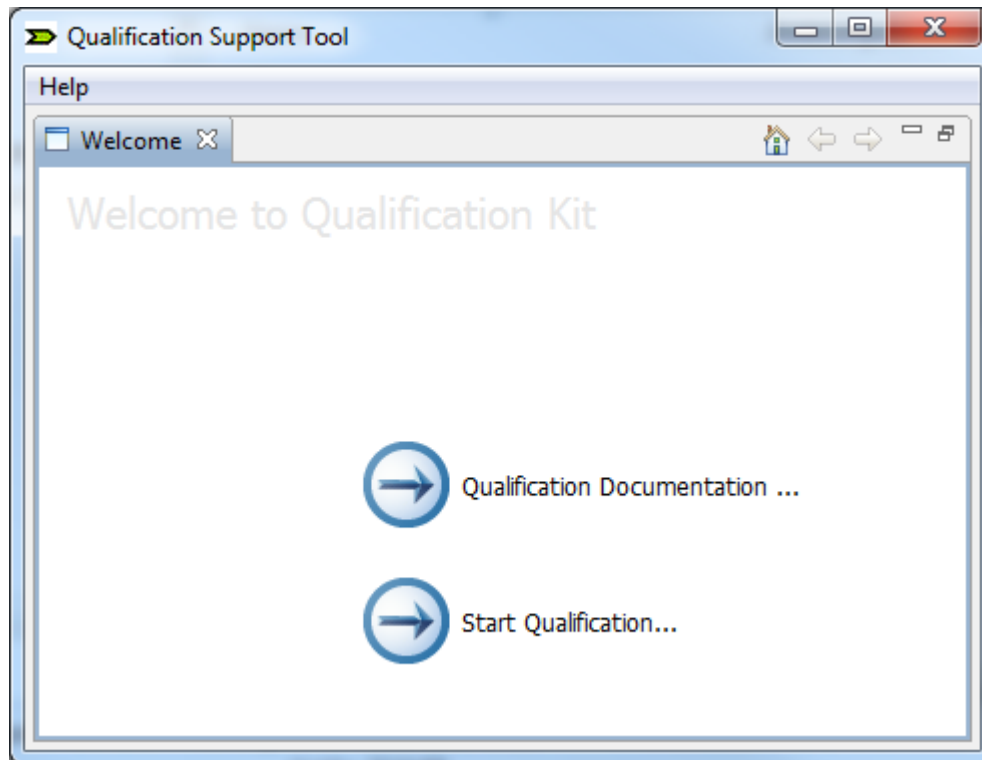 Qualification Support Tool
Help
Welcome
Welcome to Qualification Kit
Qualification Documentation ...
Start Qualification...